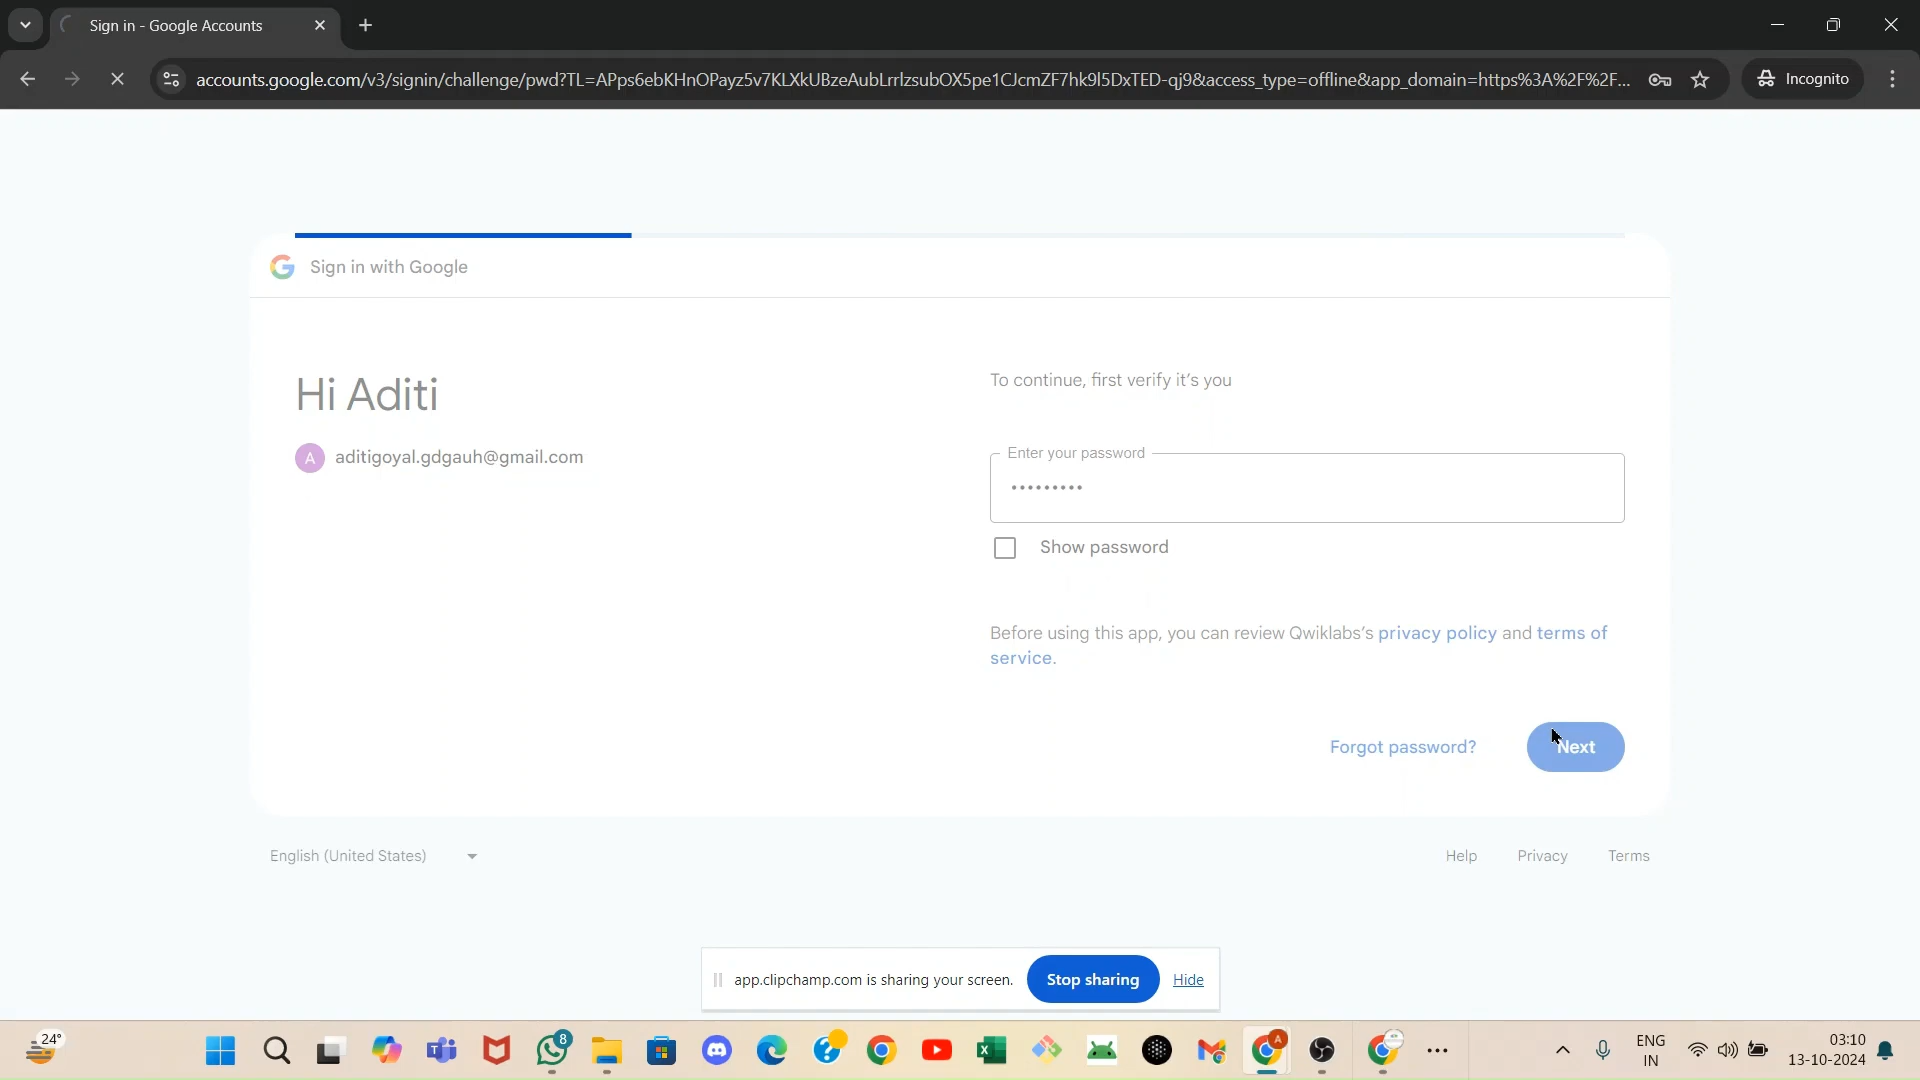 Sign in - Google Accounts
accounts.google.com/v3/signin/challenge/pwd?TL=APps6ebKHnOPayz5v7KLXkUBzeAubLrrlzsubOX5pe1CJcmZF7hk9I5DxTED-qj9&access_type=offline&app_domain=https%3A%2F%2F...
Incognito
Sign in with Google
Hi Aditi
To continue, first verify it's you
A aditigoyal.gdgauh@gmail.com
Enter your password
•••••••••
Show password
Before using this app, you can review Qwiklabs's privacy policy and terms of
service.
Forgot password?
Next
English (United States)
Help Privacy Terms
app.clipchamp.com is sharing your screen. Stop sharing Hide
24°
8
A
ENG
IN
03:10
13-10-2024